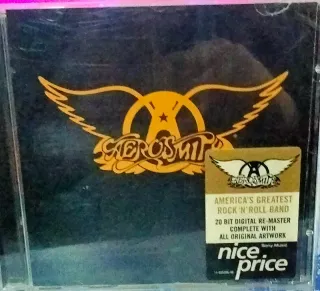 AEROSMITH
AEROSMITH
AMERICA'S GREATEST
ROCK 'N' ROLL BAND
20 BIT DIGITAL RE-MASTER
COMPLETE WITH
ALL ORIGINAL ARTWORK
Sony Music
nice
price